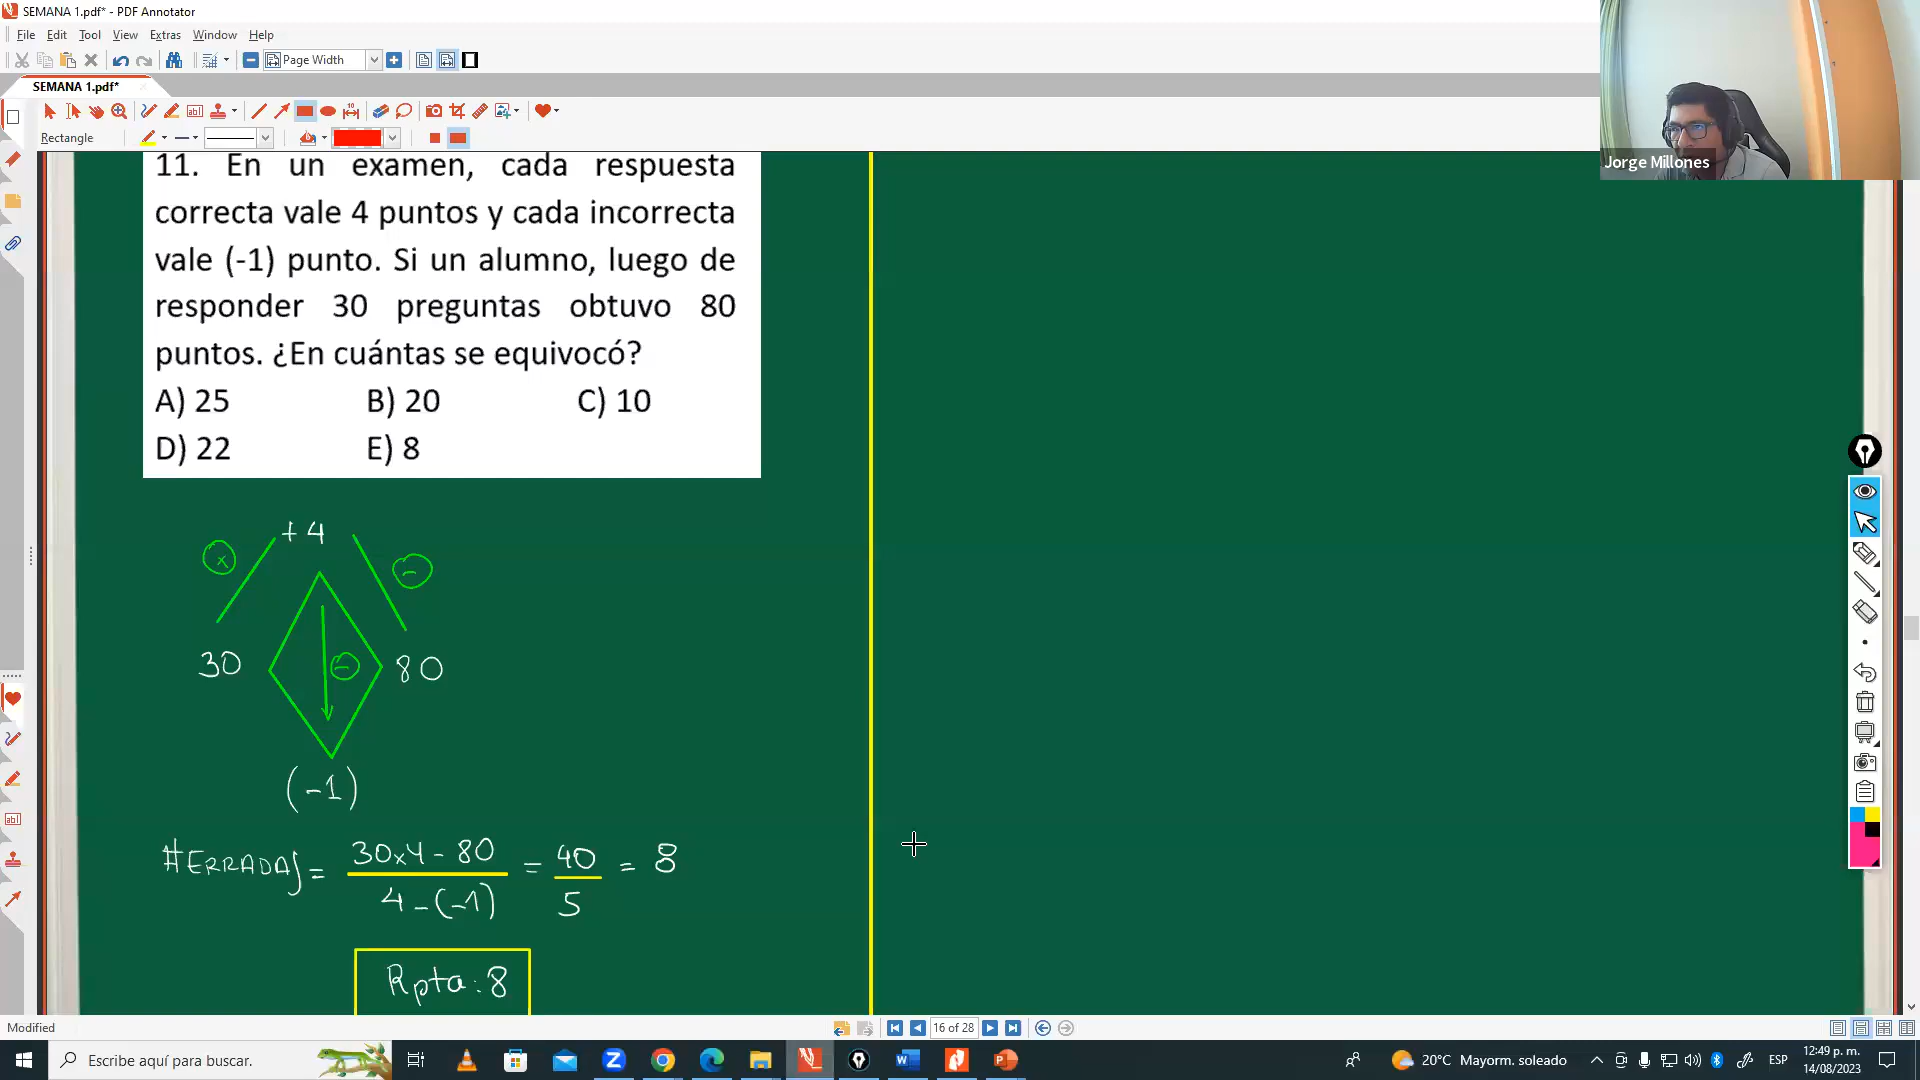 SEMANA 1.pdf* - PDF Annotator
File Edit Tool View Extras Window Help
Page Width
SEMANA 1.pdf*
Rectangle
Jorge Millones
11. En un examen, cada respuesta
correcta vale 4 puntos y cada incorrecta
vale (-1) punto. Si un alumno, luego de
responder 30 preguntas obtuvo 80
puntos. ¿En cuántas se equivocó?
A) 25 B) 20 C) 10
D) 22 E) 8
+4
x −
30 − 80
(-1)
#ERRADAS = 30x4 - 80 = 40 = 8
4-(-1) 5
Rpta: 8
Modified
16 of 28
Escribe aquí para buscar.
20°C Mayorm. soleado
ESP
12:49 p. m.
14/08/2023